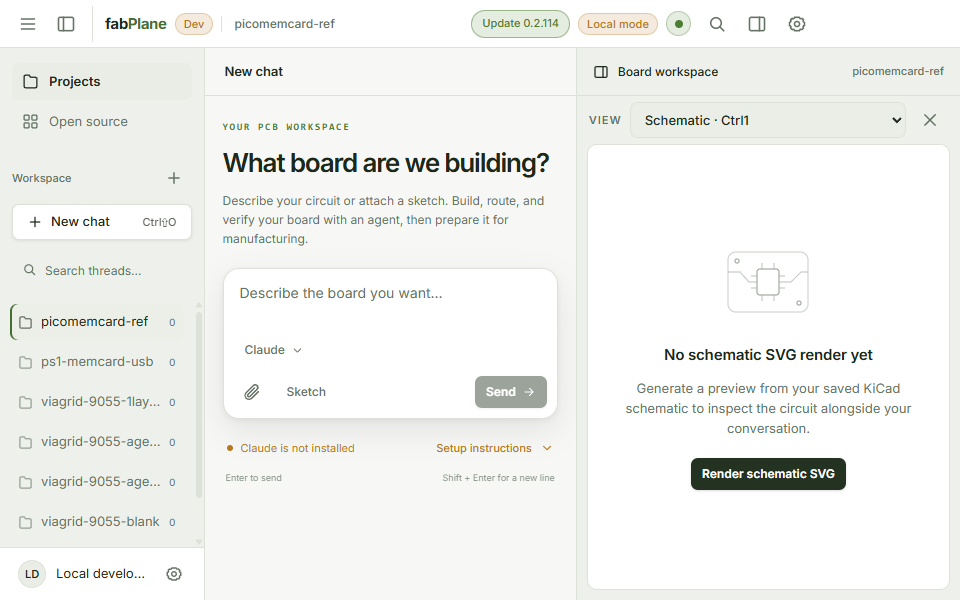 fabPlane Dev picomemcard-ref Update 0.2.114 Local mode
Projects
Open source
Workspace
New chat Ctrl⇧O
Search threads...
picomemcard-ref 0
ps1-memcard-usb 0
viagrid-9055-1lay... 0
viagrid-9055-age... 0
viagrid-9055-age... 0
viagrid-9055-blank 0
LD Local develo...
New chat
YOUR PCB WORKSPACE
What board are we building?
Describe your circuit or attach a sketch. Build, route, and
verify your board with an agent, then prepare it for
manufacturing.
Describe the board you want...
Claude
Sketch Send →
Claude is not installed Setup instructions
Enter to send Shift + Enter for a new line
Board workspace picomemcard-ref
VIEW Schematic · Ctrl1
No schematic SVG render yet
Generate a preview from your saved KiCad
schematic to inspect the circuit alongside your
conversation.
Render schematic SVG